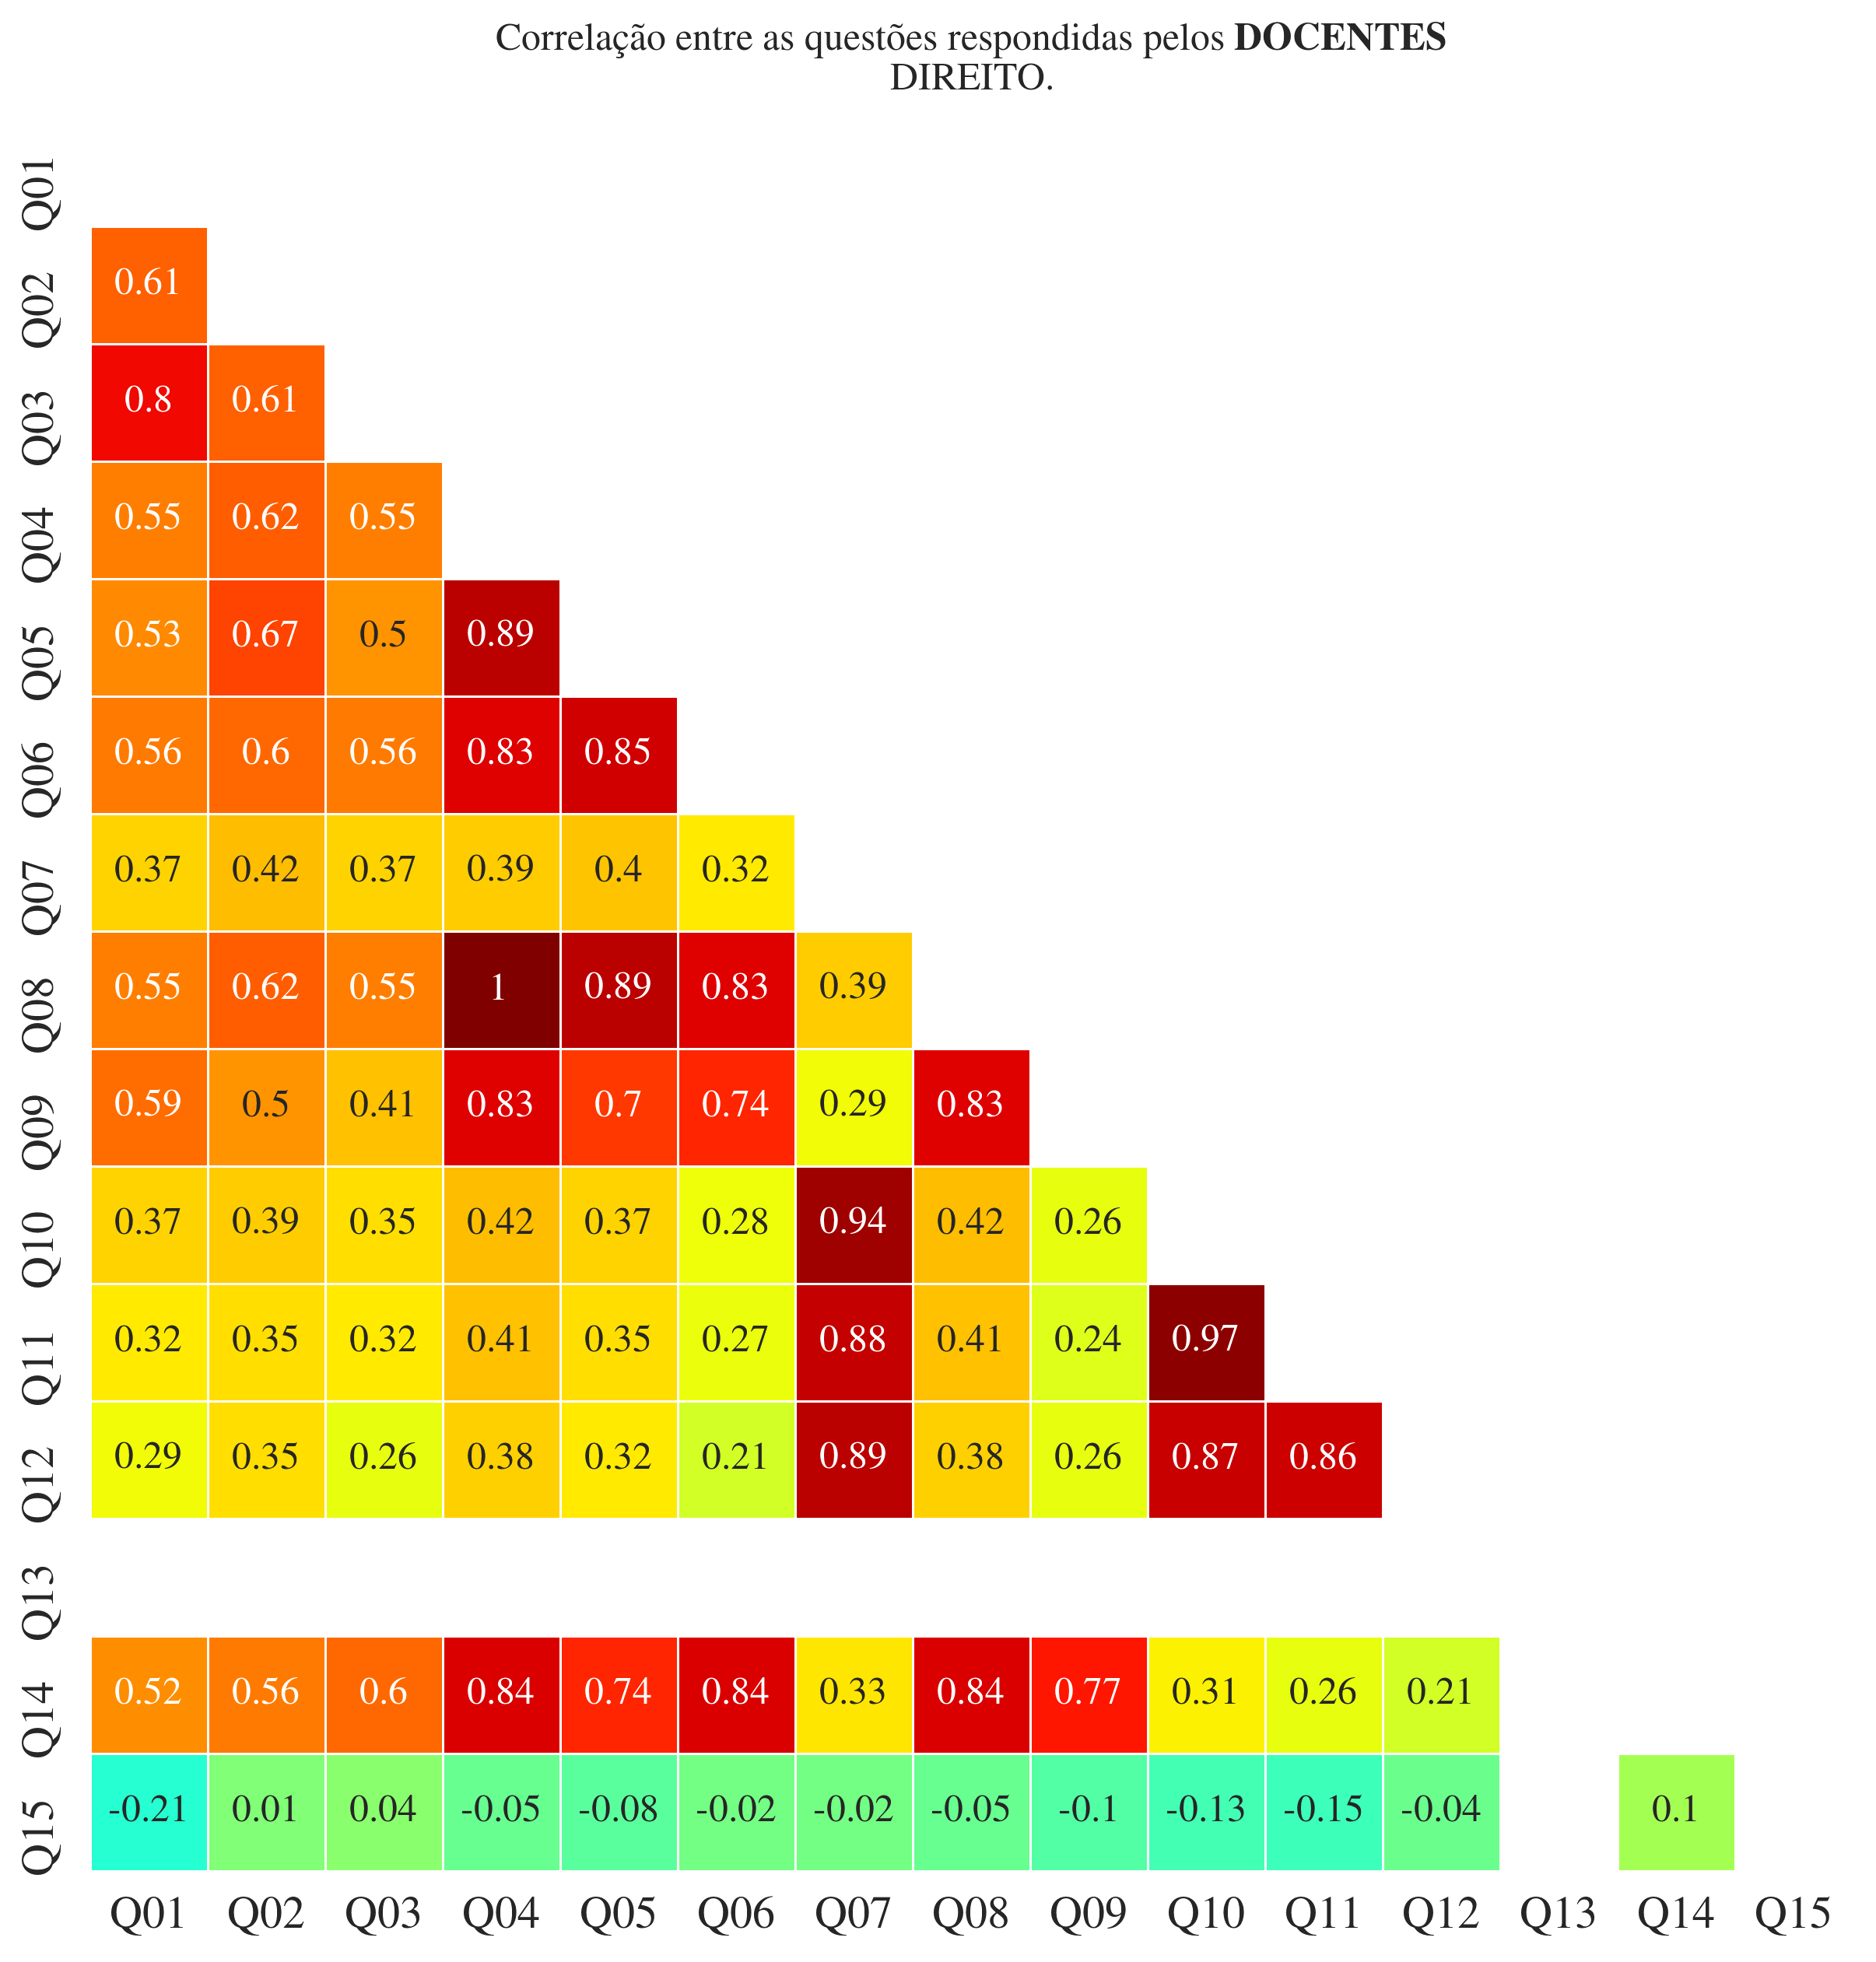 Correlação entre as questões respondidas pelos DOCENTES
DIREITO.
Q01
Q02 0.61
Q03 0.8 0.61
Q04 0.55 0.62 0.55
Q05 0.53 0.67 0.5 0.89
Q06 0.56 0.6 0.56 0.83 0.85
Q07 0.37 0.42 0.37 0.39 0.4 0.32
Q08 0.55 0.62 0.55 1 0.89 0.83 0.39
Q09 0.59 0.5 0.41 0.83 0.7 0.74 0.29 0.83
Q10 0.37 0.39 0.35 0.42 0.37 0.28 0.94 0.42 0.26
Q11 0.32 0.35 0.32 0.41 0.35 0.27 0.88 0.41 0.24 0.97
Q12 0.29 0.35 0.26 0.38 0.32 0.21 0.89 0.38 0.26 0.87 0.86
Q13
Q14 0.52 0.56 0.6 0.84 0.74 0.84 0.33 0.84 0.77 0.31 0.26 0.21
Q15 -0.21 0.01 0.04 -0.05 -0.08 -0.02 -0.02 -0.05 -0.1 -0.13 -0.15 -0.04 0.1
Q01 Q02 Q03 Q04 Q05 Q06 Q07 Q08 Q09 Q10 Q11 Q12 Q13 Q14 Q15